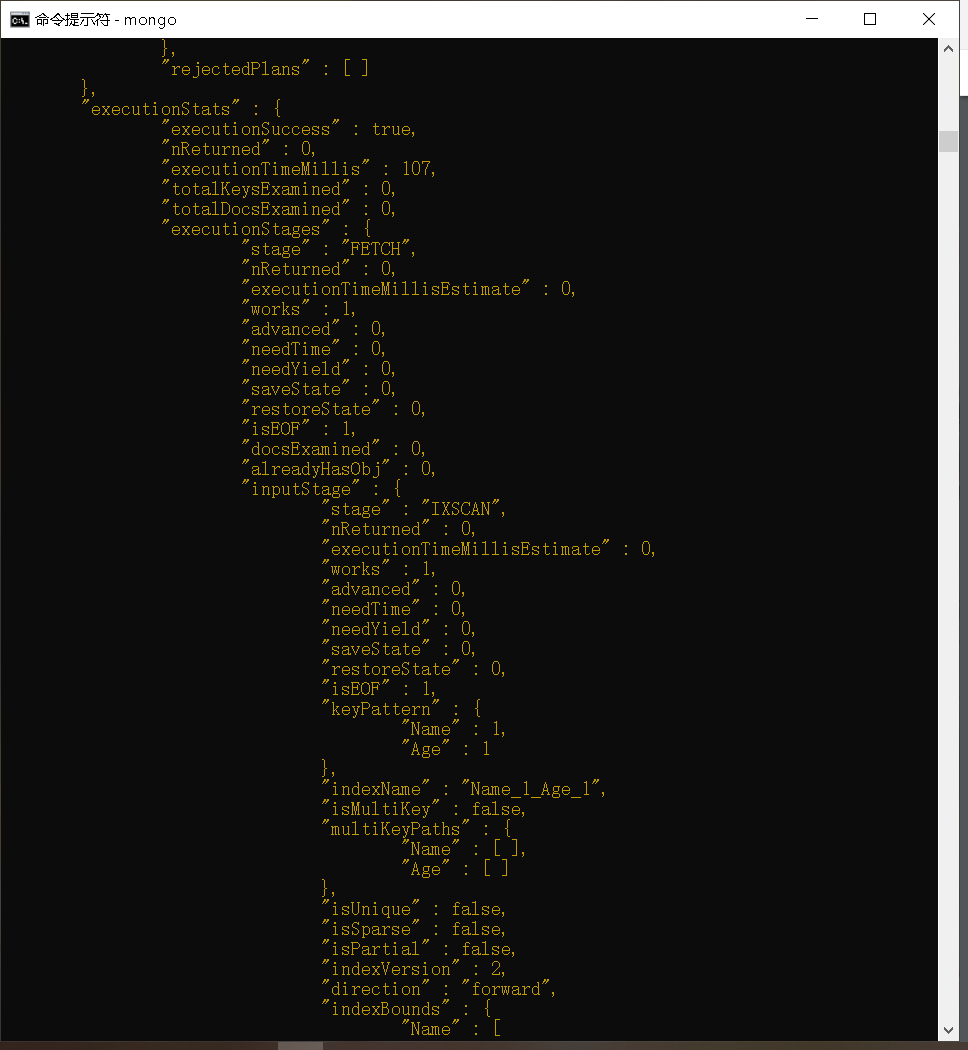 命令提示符 - mongo
},
"rejectedPlans" : [ ]
},
"executionStats" : {
"executionSuccess" : true,
"nReturned" : 0,
"executionTimeMillis" : 107,
"totalKeysExamined" : 0,
"totalDocsExamined" : 0,
"executionStages" : {
"stage" : "FETCH",
"nReturned" : 0,
"executionTimeMillisEstimate" : 0,
"works" : 1,
"advanced" : 0,
"needTime" : 0,
"needYield" : 0,
"saveState" : 0,
"restoreState" : 0,
"isEOF" : 1,
"docsExamined" : 0,
"alreadyHasObj" : 0,
"inputStage" : {
"stage" : "IXSCAN",
"nReturned" : 0,
"executionTimeMillisEstimate" : 0,
"works" : 1,
"advanced" : 0,
"needTime" : 0,
"needYield" : 0,
"saveState" : 0,
"restoreState" : 0,
"isEOF" : 1,
"keyPattern" : {
"Name" : 1,
"Age" : 1
},
"indexName" : "Name_1_Age_1",
"isMultiKey" : false,
"multiKeyPaths" : {
"Name" : [ ],
"Age" : [ ]
},
"isUnique" : false,
"isSparse" : false,
"isPartial" : false,
"indexVersion" : 2,
"direction" : "forward",
"indexBounds" : {
"Name" : [